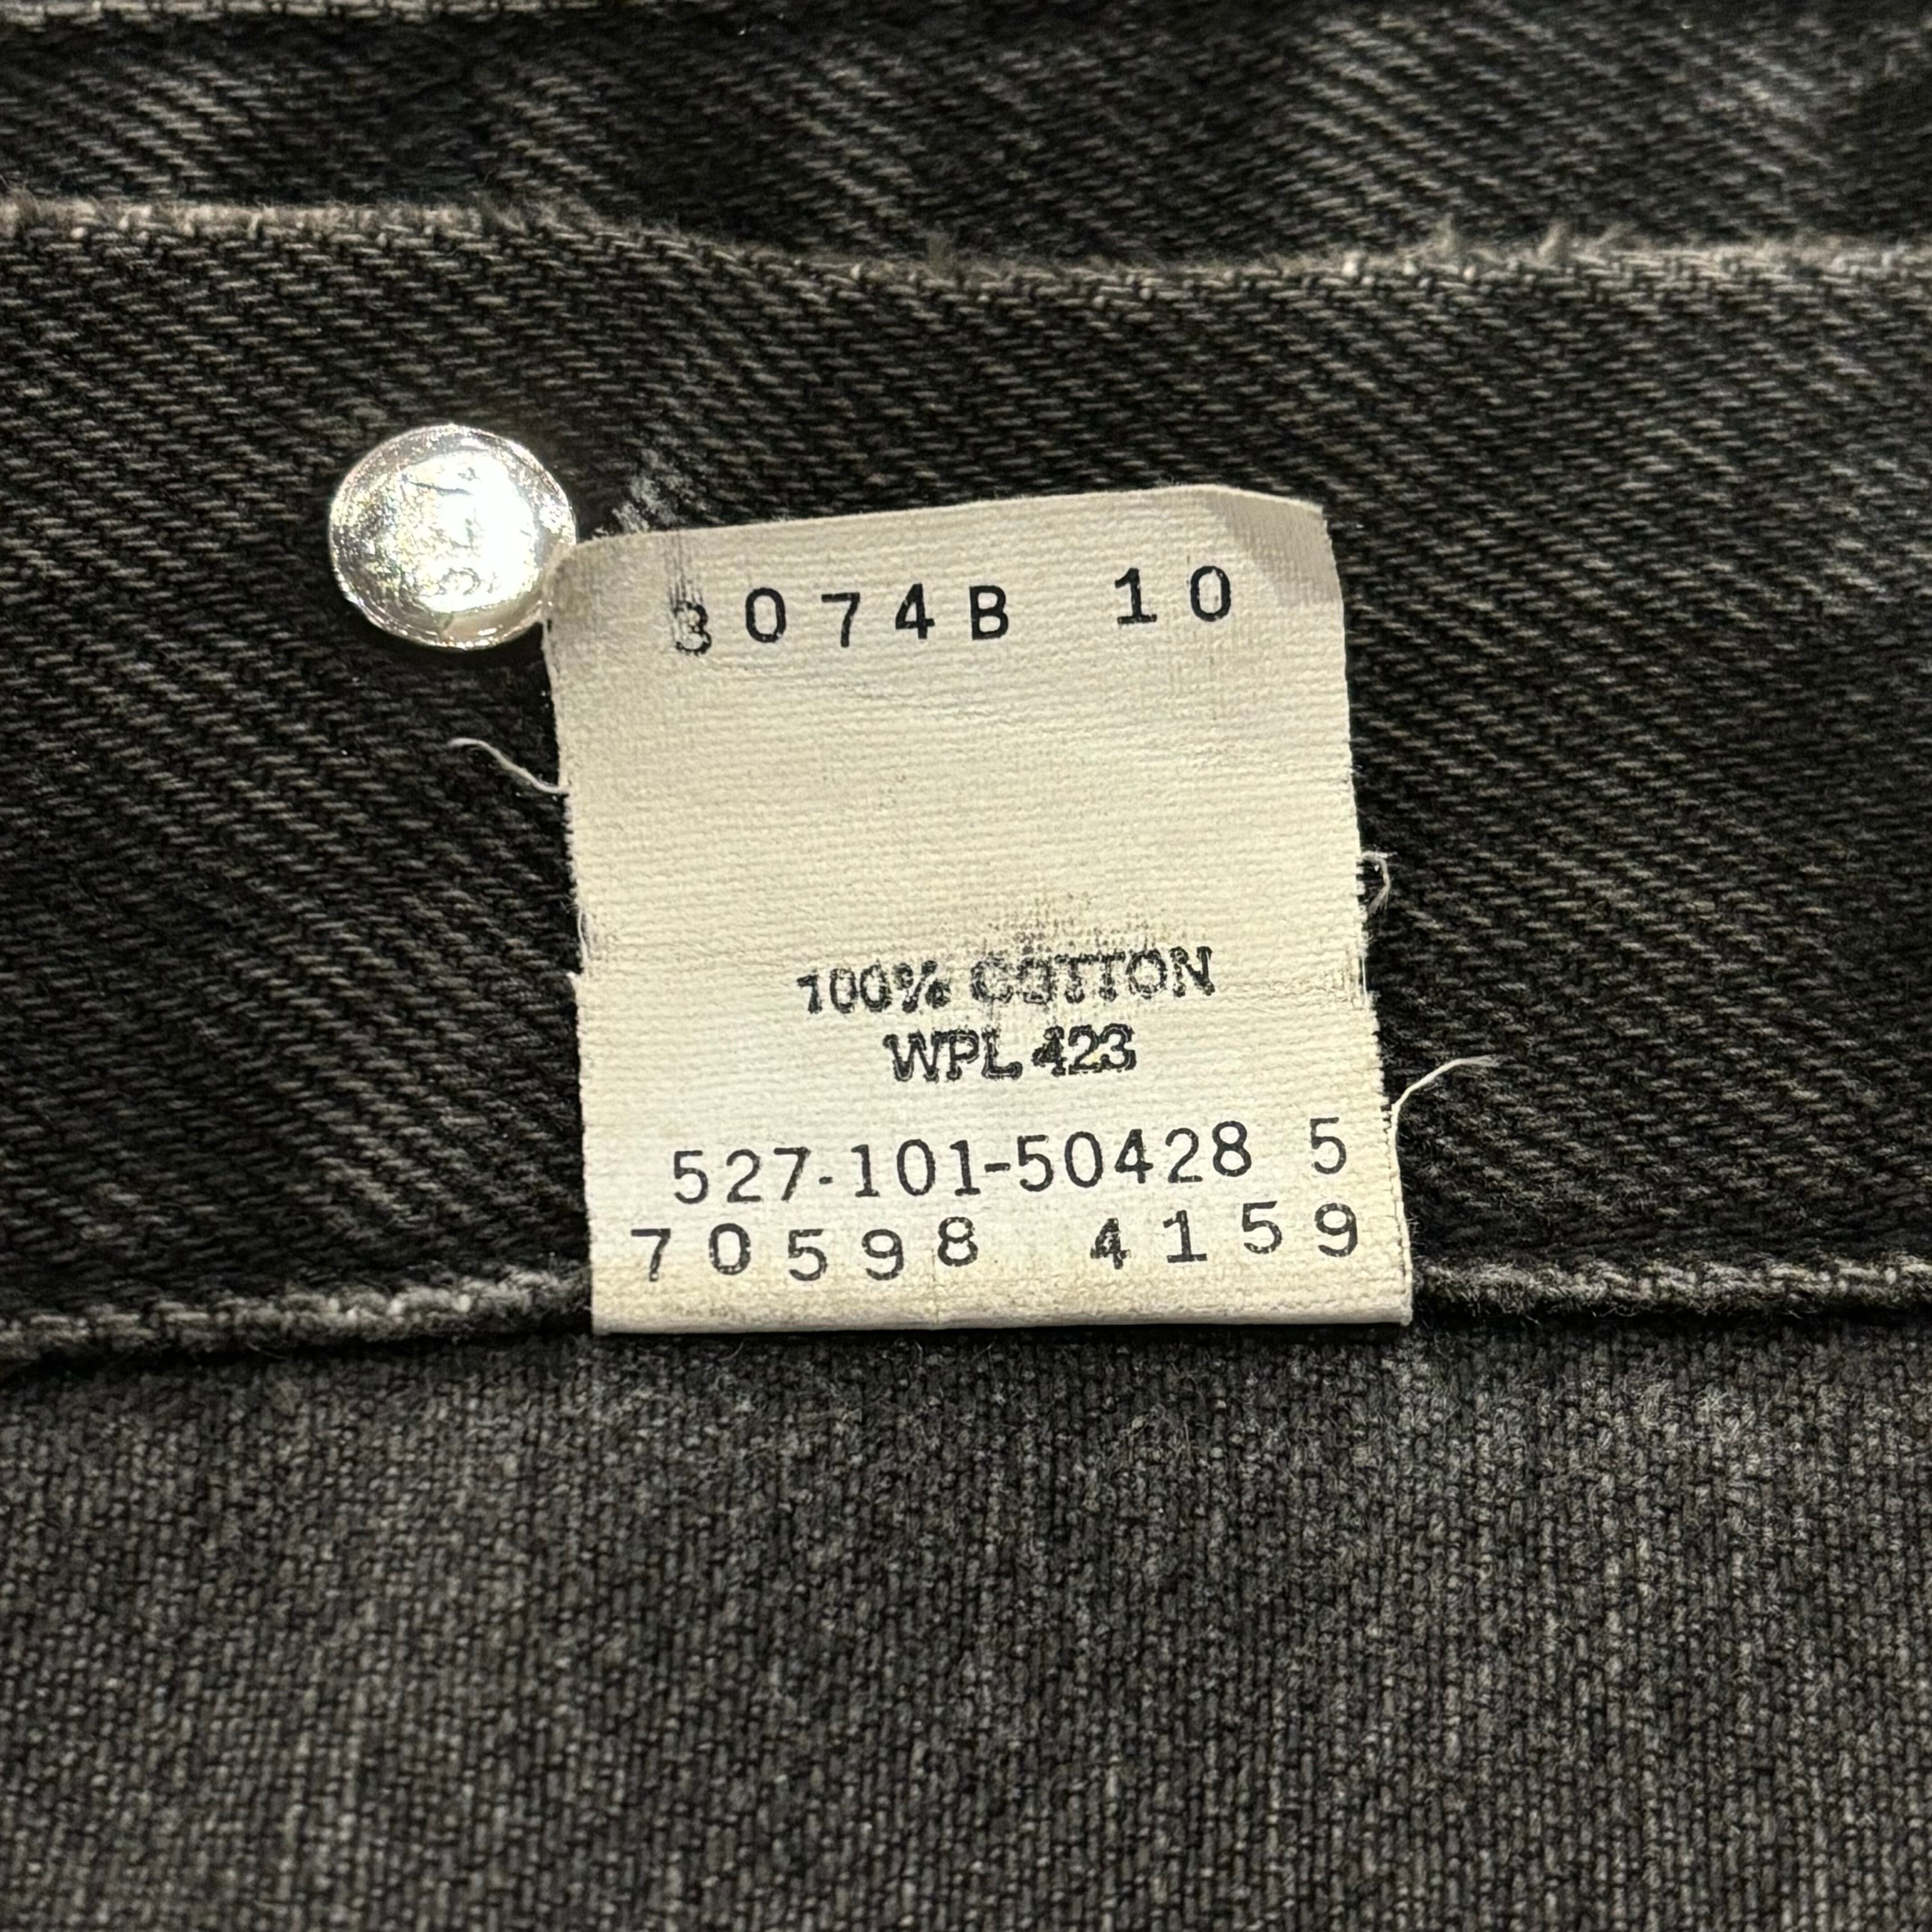 3074B 10
100% COTTON
WPL 423
527-101-50428 5
70598 4159